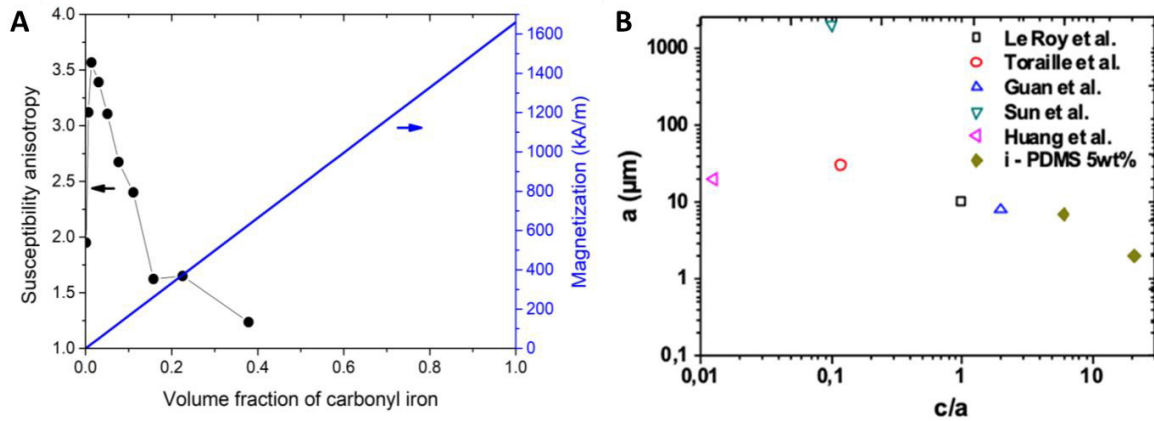 A
Susceptibility anisotropy
4.0
3.5
3.0
2.5
2.0
1.5
1.0
0.0
0.2
0.4
0.6
0.8
1.0
Volume fraction of carbonyl iron
1600
1400
1200
1000
800
600
400
200
0
Magnetization (kA/m)
B
a (µm)
1000
100
10
1
0,1
0,01
0,1
1
10
c/a
Le Roy et al.
Toraille et al.
Guan et al.
Sun et al.
Huang et al.
i - PDMS 5wt%